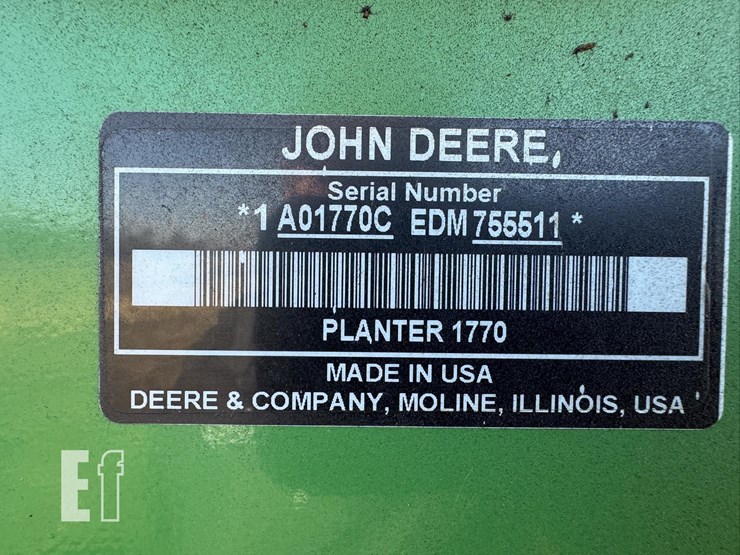 JOHN DEERE
Serial Number
*1 A01770C EDM 755511 *
PLANTER 1770
MADE IN USA
DEERE & COMPANY, MOLINE, ILLINOIS, USA
Ef